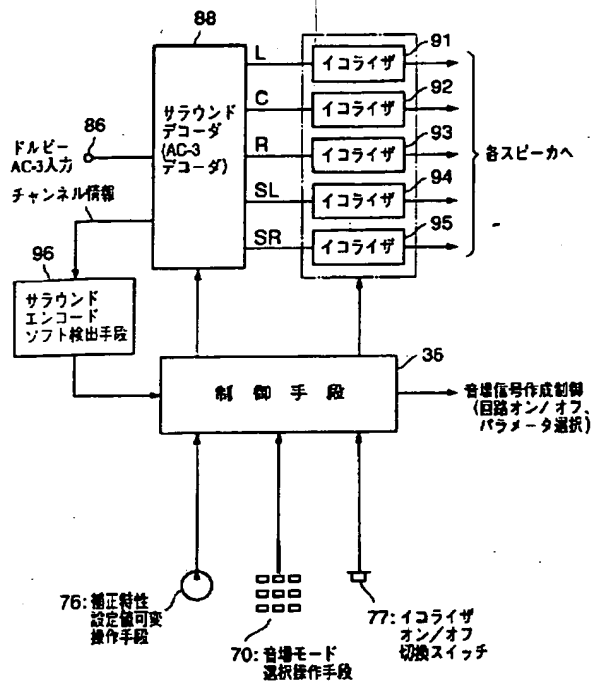 88
L
C
R
SL
SR
91
イコライザ
92
イコライザ
93
イコライザ
94
イコライザ
95
イコライザ
各スピーカへ
サラウンド
デコーダ
(AC-3
デコーダ)
86
ドルビー
AC-3入力
チャンネル情報
96
サラウンド
エンコード
ソフト検出手段
36
制御手段
音場信号作成制御
(回路オン/オフ、
パラメータ選択)
76:補正特性
設定値可変
操作手段
70:音場モード
選択操作手段
77:イコライザ
オン/オフ
切換スイッチ